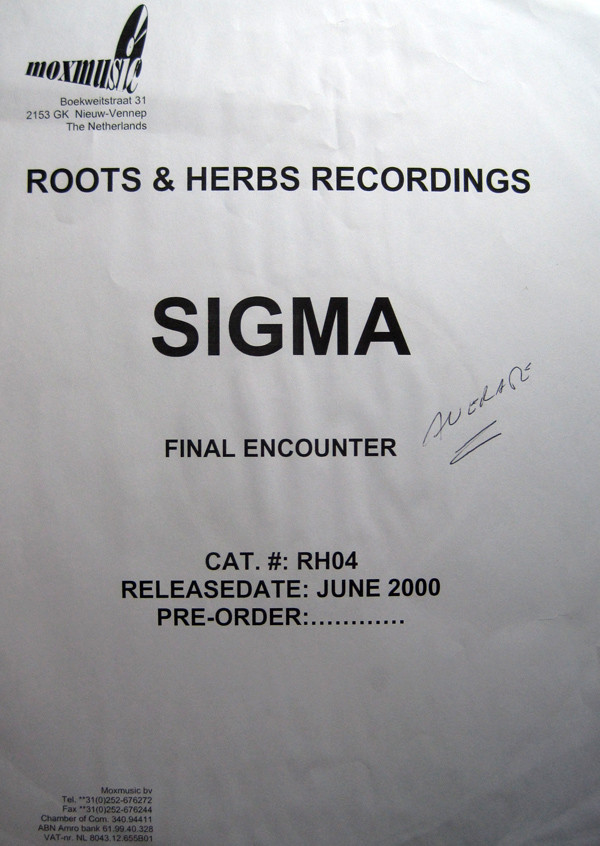 moxmusic
Boekweitstraat 31
2153 GK Nieuw-Vennep
The Netherlands
ROOTS & HERBS RECORDINGS
SIGMA
AVERAGE
FINAL ENCOUNTER
CAT. #: RH04
RELEASEDATE: JUNE 2000
PRE-ORDER:............
Moxmusic bv
Tel. **31(0)252-676272
Fax **31(0)252-676244
Chamber of Com. 340.94411
ABN Amro bank 61.99.40.328
VAT-nr. NL 8043.12.655B01